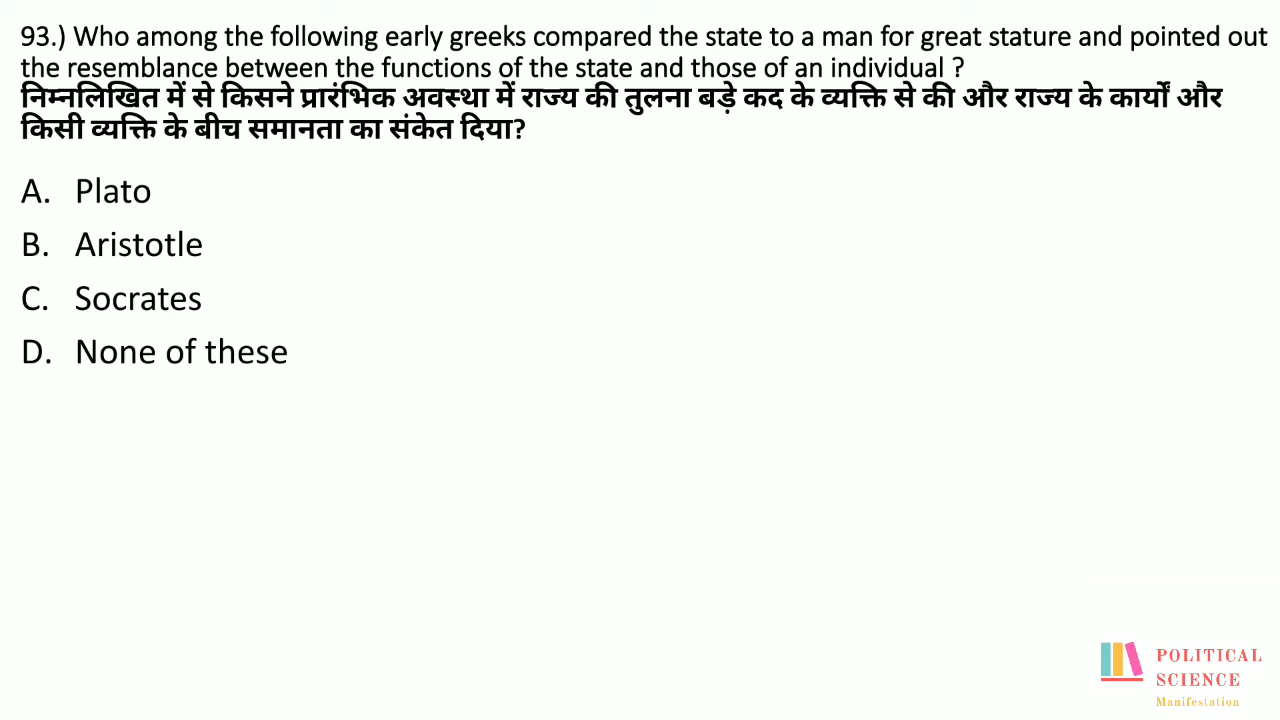 93.) Who among the following early greeks compared the state to a man for great stature and pointed out
the resemblance between the functions of the state and those of an individual ?
निम्नलिखित में से किसने प्रारंभिक अवस्था में राज्य की तुलना बड़े कद के व्यक्ति से की और राज्य के कार्यों और
किसी व्यक्ति के बीच समानता का संकेत दिया?
A. Plato
B. Aristotle
C. Socrates
D. None of these
POLITICAL
SCIENCE
Manifestation